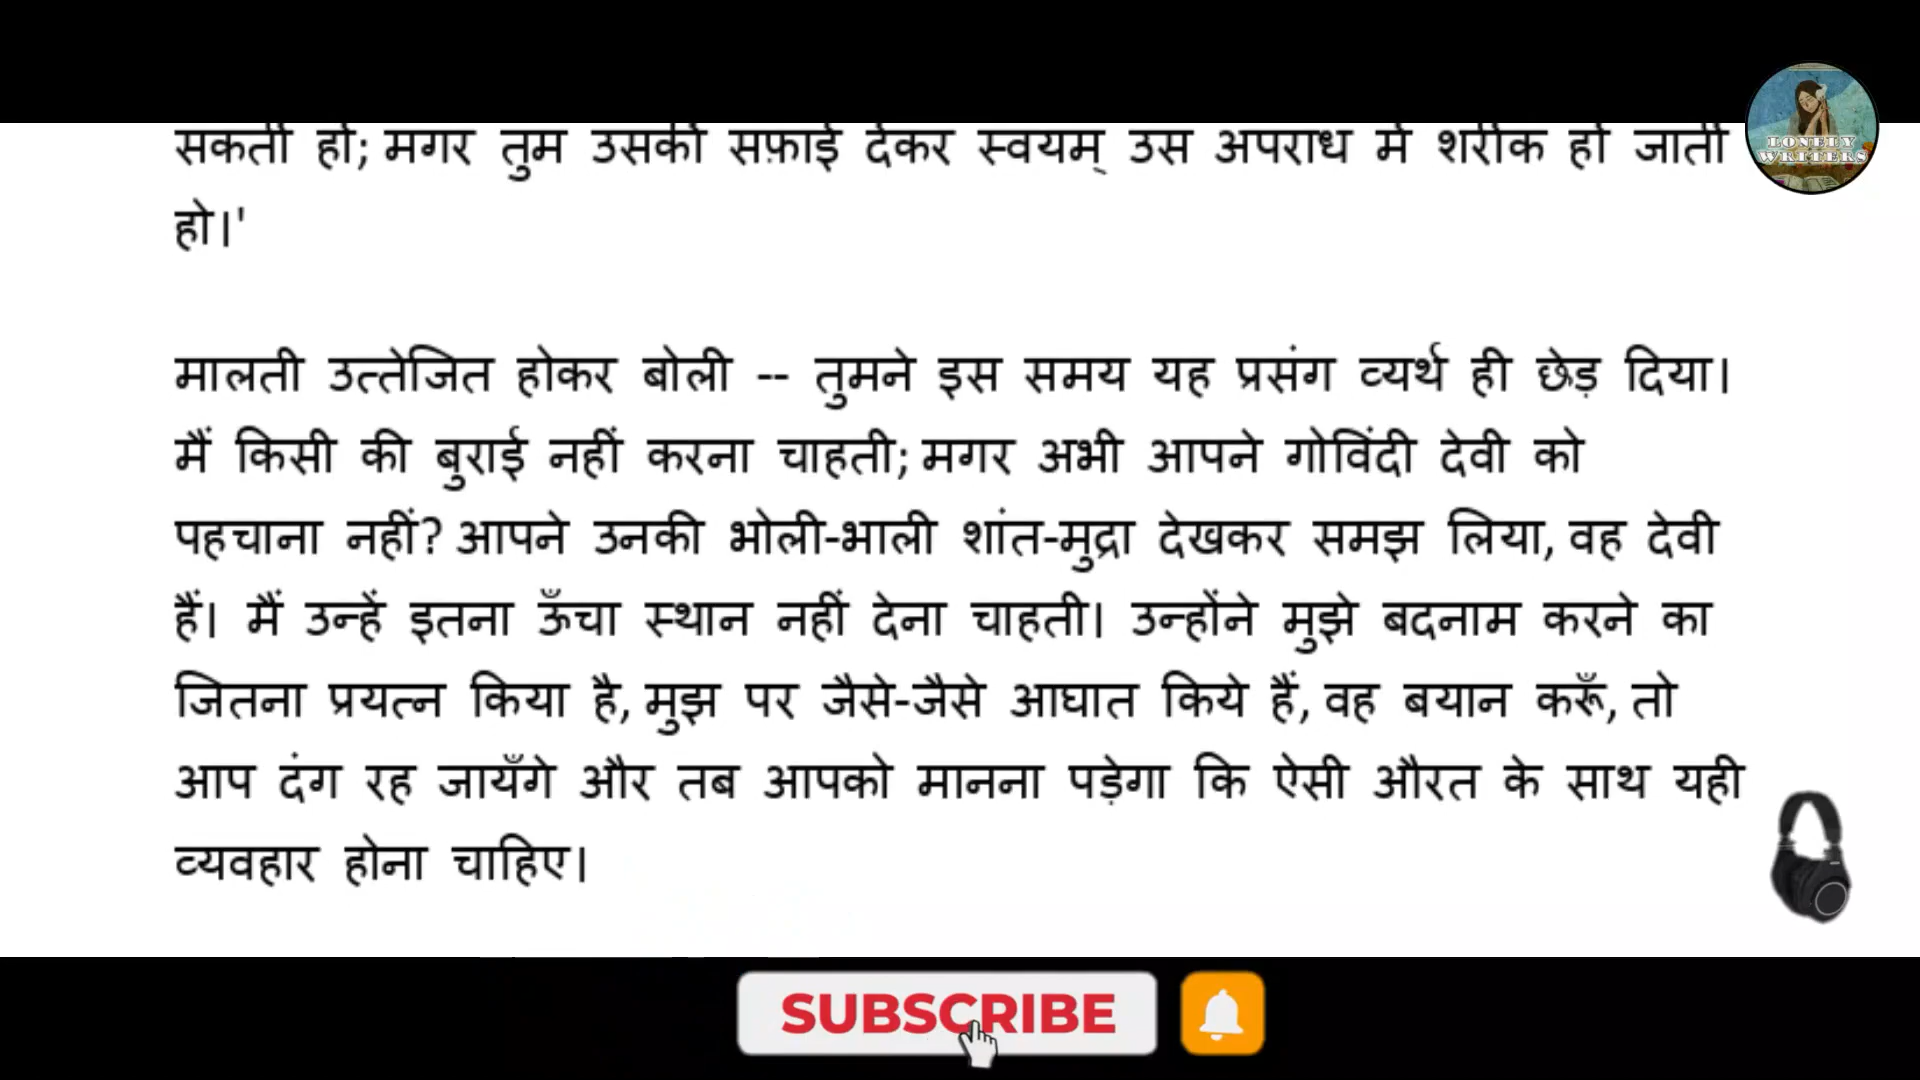 सकती हो; मगर तुम उसकी सफ़ाई देकर स्वयम् उस अपराध में शरीक हो जाती
हो।'
मालती उत्तेजित होकर बोली -- तुमने इस समय यह प्रसंग व्यर्थ ही छेड़ दिया।
मैं किसी की बुराई नहीं करना चाहती; मगर अभी आपने गोविंदी देवी को
पहचाना नहीं? आपने उनकी भोली-भाली शांत-मुद्रा देखकर समझ लिया, वह देवी
हैं। मैं उन्हें इतना ऊँचा स्थान नहीं देना चाहती। उन्होंने मुझे बदनाम करने का
जितना प्रयत्न किया है, मुझ पर जैसे-जैसे आघात किये हैं, वह बयान करूँ, तो
आप दंग रह जायँगे और तब आपको मानना पड़ेगा कि ऐसी औरत के साथ यही
व्यवहार होना चाहिए।
LONELY
WRITERS
SUBSCRIBE